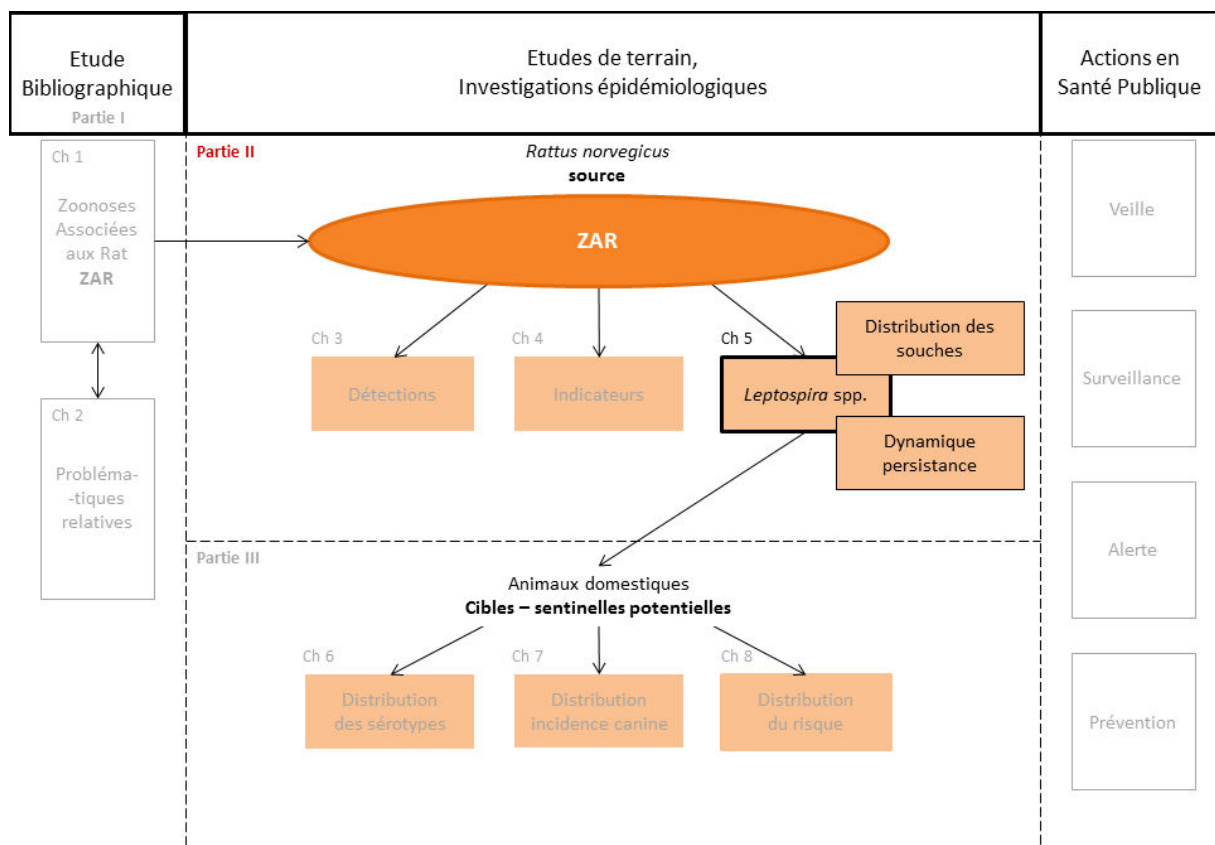 Etude
Bibliographique
Partie I
Etudes de terrain,
Investigations épidémiologiques
Actions en
Santé Publique
Ch 1
Zoonoses
Associées
aux Rat
ZAR
Ch 2
Probléma-
-tiques
relatives
Partie II
Rattus norvegicus
source
ZAR
Ch 3
Détections
Ch 4
Indicateurs
Ch 5
Leptospira spp.
Distribution des
souches
Dynamique
persistance
Partie III
Animaux domestiques
Cibles – sentinelles potentielles
Ch 6
Distribution
des sérotypes
Ch 7
Distribution
incidence canine
Ch 8
Distribution
du risque
Veille
Surveillance
Alerte
Prévention